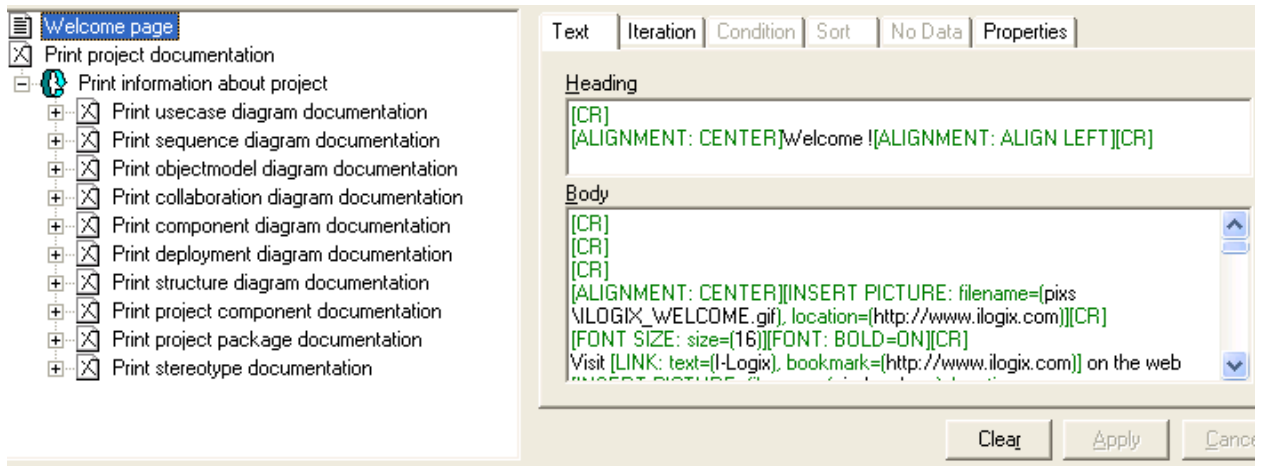 Welcome page
Print project documentation
Print information about project
Print usecase diagram documentation
Print sequence diagram documentation
Print objectmodel diagram documentation
Print collaboration diagram documentation
Print component diagram documentation
Print deployment diagram documentation
Print structure diagram documentation
Print project component documentation
Print project package documentation
Print stereotype documentation
Text Iteration Condition Sort No Data Properties
Heading
[CR]
[ALIGNMENT: CENTER]Welcome ![ALIGNMENT: ALIGN LEFT][CR]
Body
[CR]
[CR]
[CR]
[ALIGNMENT: CENTER][INSERT PICTURE: filename=(pixs
\ILOGIX_WELCOME.gif), location=(http://www.ilogix.com)][CR]
[FONT SIZE: size=(16)][FONT: BOLD=ON][CR]
Visit [LINK: text=(I-Logix), bookmark=(http://www.ilogix.com)] on the web
Clear Apply Cance